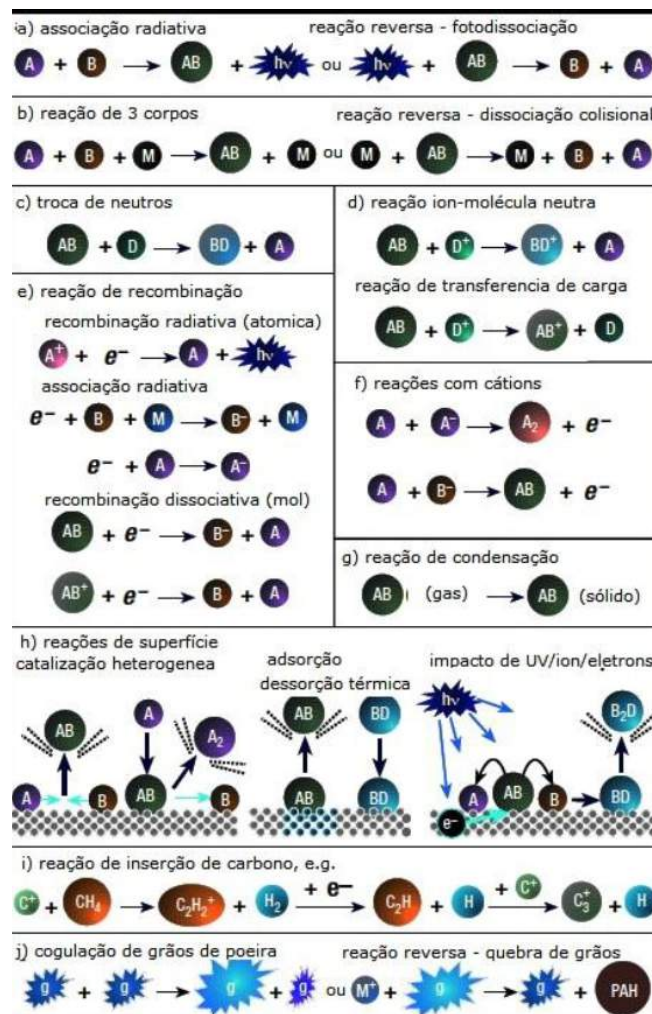 a) associação radiativa reação reversa - fotodissociação
A + B → AB + hν ou hν + AB → B + A
b) reação de 3 corpos reação reversa - dissociação colisional
A + B + M → AB + M ou M + AB → M + B + A
c) troca de neutros
AB + D → BD + A
d) reação ion-molécula neutra
AB + D⁺ → BD⁺ + A
reação de transferencia de carga
AB + D⁺ → AB⁺ + D
e) reação de recombinação
recombinação radiativa (atomica)
A⁺ + e⁻ → A + hν
associação radiativa
e⁻ + B + M → B⁻ + M
e⁻ + A → A⁻
recombinação dissociativa (mol)
AB + e⁻ → B⁻ + A
AB⁺ + e⁻ → B + A
f) reações com cátions
A + A⁻ → A₂ + e⁻
A + B⁻ → AB + e⁻
g) reação de condensação
AB (gas) → AB (sólido)
h) reações de superfície
catalização heterogenea
AB A A₂
A B AB B
adsorção
dessorção térmica
AB BD
AB BD
impacto de UV/ion/eletrons
hν B₂D
A AB B BD
e⁻
i) reação de inserção de carbono, e.g.
C⁺ + CH₄ → C₂H₂⁺ + H₂ + e⁻ → C₂H + H + C⁺ → C₃⁺ + H
j) cogulação de grãos de poeira reação reversa - quebra de grãos
g + g → g + g ou M⁺ + g → g + PAH